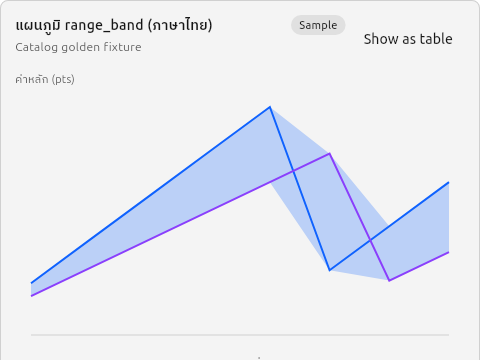 แผนภูมิ range_band (ภาษาไทย)
Sample
Show as table
Catalog golden fixture
ค่าหลัก (pts)